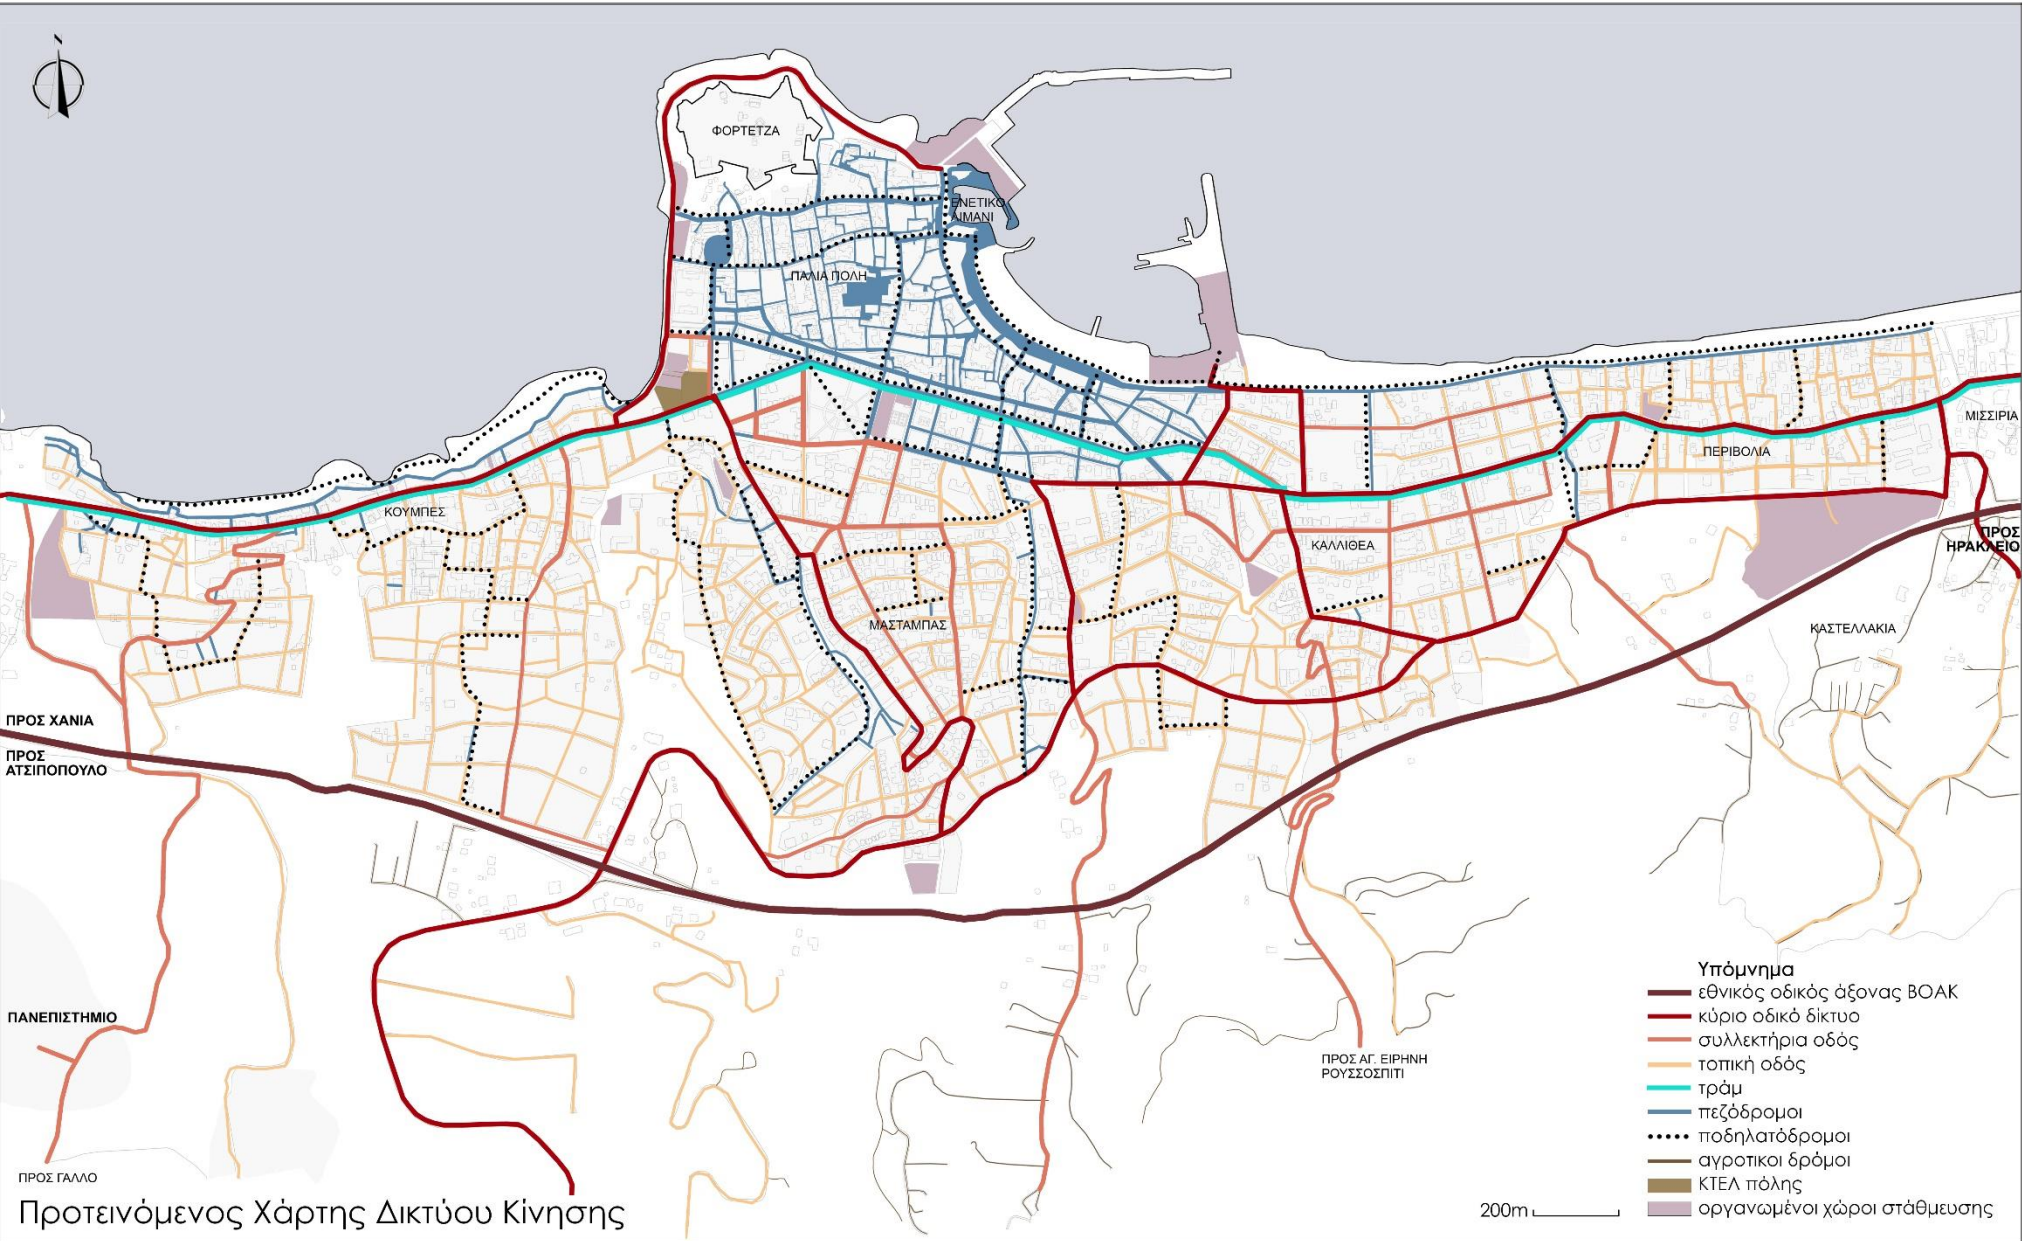 N
ΦΟΡΤΕΤΖΑ
ΕΝΕΤΙΚΟ
ΛΙΜΑΝΙ
ΠΑΛΙΑ ΠΟΛΗ
ΜΙΣΣΙΡΙΑ
ΠΕΡΙΒΟΛΙΑ
ΚΟΥΜΠΕΣ
ΠΡΟΣ
ΗΡΑΚΛΕΙΟ
ΚΑΛΛΙΘΕΑ
ΜΑΣΤΑΜΠΑΣ
ΚΑΣΤΕΛΛΑΚΙΑ
ΠΡΟΣ ΧΑΝΙΑ
ΠΡΟΣ
ΑΤΣΙΠΟΠΟΥΛΟ
ΠΑΝΕΠΙΣΤΗΜΙΟ
ΠΡΟΣ ΑΓ. ΕΙΡΗΝΗ
ΡΟΥΣΣΟΣΠΙΤΙ
ΠΡΟΣ ΓΑΛΛΟ
Προτεινόμενος Χάρτης Δικτύου Κίνησης
200m
Υπόμνημα
εθνικός οδικός άξονας ΒΟΑΚ
κύριο οδικό δίκτυο
συλλεκτήρια οδός
τοπική οδός
τράμ
πεζόδρομοι
ποδηλατόδρομοι
αγροτικοι δρόμοι
ΚΤΕΛ πόλης
οργανωμένοι χώροι στάθμευσης